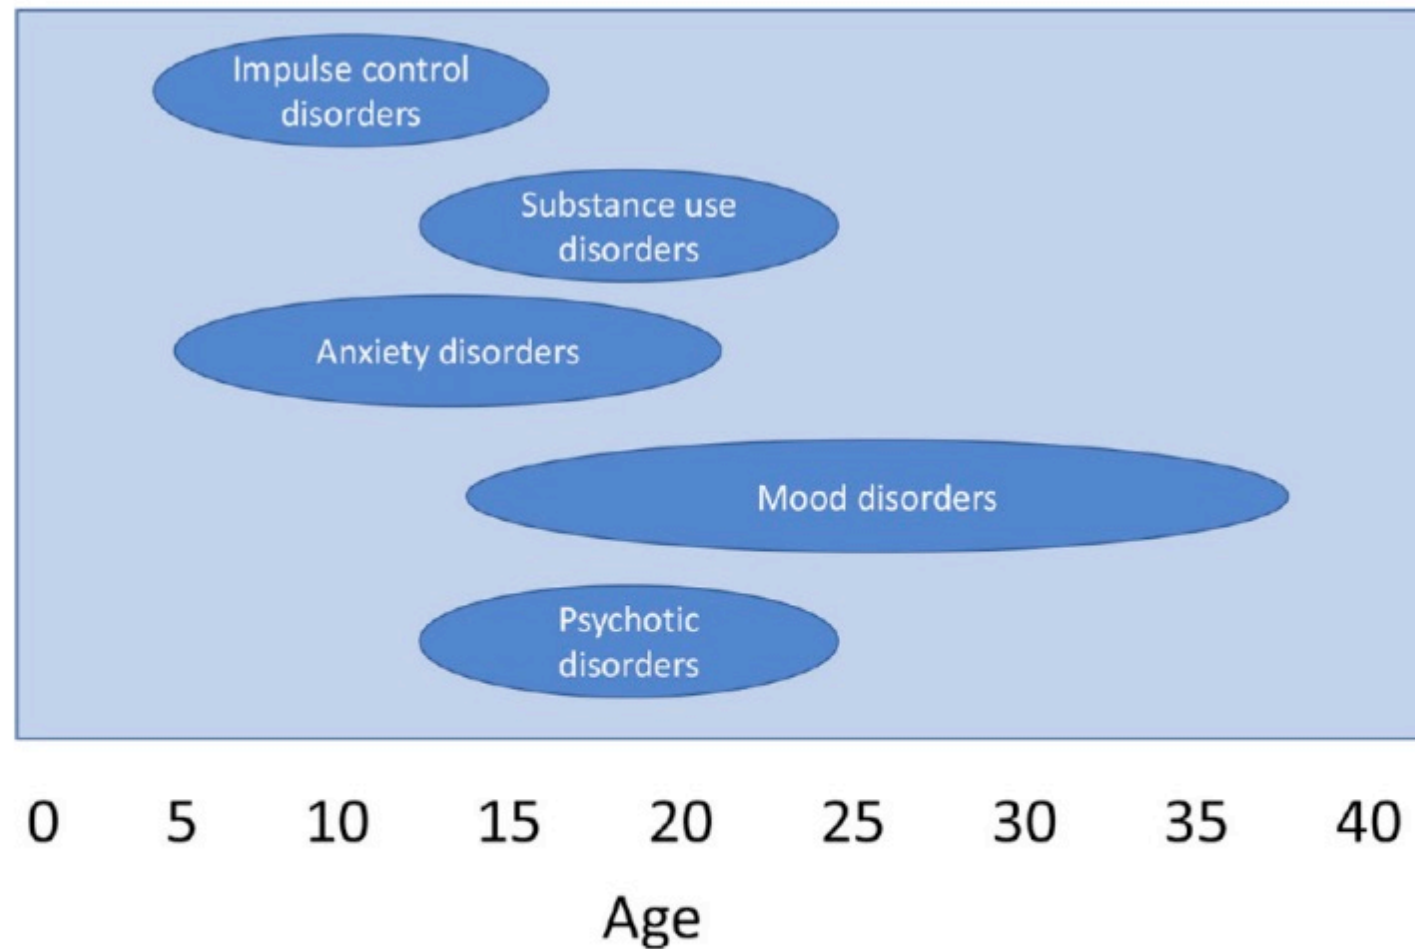 Impulse control
disorders
Substance use
disorders
Anxiety disorders
Mood disorders
Psychotic
disorders
0 5 10 15 20 25 30 35 40
Age